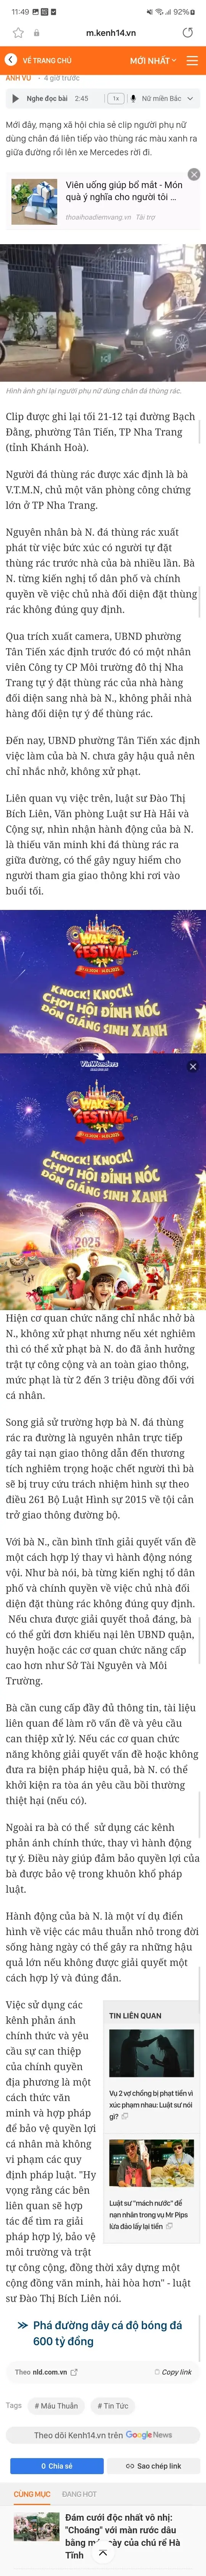 11:49
92%
m.kenh14.vn
VỀ TRANG CHỦ
MỚI NHẤT
ANH VŨ • 4 giờ trước
Nghe đọc bài 2:45
1x
Nữ miền Bắc
Mới đây, mạng xã hội chia sẻ clip người phụ nữ
dùng chân đá liên tiếp vào thùng rác màu xanh ra
giữa đường rồi lên xe Mercedes rời đi.
Viên uống giúp bổ mắt - Món
quà ý nghĩa cho người tôi ...
thoaihoadiemvang.vn Tài trợ
Hình ảnh ghi lại người phụ nữ dùng chân đá thùng rác.
Clip được ghi lại tối 21-12 tại đường Bạch
Đằng, phường Tân Tiến, TP Nha Trang
(tỉnh Khánh Hoà).
Người đá thùng rác được xác định là bà
V.T.M.N, chủ một văn phòng công chứng
lớn ở TP Nha Trang.
Nguyên nhân bà N. đá thùng rác xuất
phát từ việc bức xúc có người tự ý đặt
thùng rác trước nhà của bà nhiều lần. Bà
N. từng kiến nghị tổ dân phố và chính
quyền về việc chủ nhà đối diện đặt thùng
rác không đúng quy định.
Qua trích xuất camera, UBND phường
Tân Tiến xác định trước đó có một nhân
viên Công ty CP Môi trường đô thị Nha
Trang tự ý đặt thùng rác của nhà hàng
đối diện sang nhà bà N., không phải nhà
hàng đối diện tự ý để thùng rác.
Đến nay, UBND phường Tân Tiến xác định
việc làm của bà N. chưa gây hậu quả nên
chỉ nhắc nhở, không xử phạt.
Liên quan vụ việc trên, luật sư Đào Thị
Bích Liên, Văn phòng Luật sư Hà Hải và
Cộng sự, nhìn nhận hành động của bà N.
là thiếu văn minh khi đá thùng rác ra
giữa đường, có thể gây nguy hiểm cho
người tham gia giao thông khi rơi vào
buổi tối.
FESTIVAL
KNOCK! KNOCK!
CHƠI HỘI ĐỈNH NÓC
ĐÓN GIÁNG SINH XANH
VinWonders
FESTIVAL
KNOCK! KNOCK!
CHƠI HỘI ĐỈNH NÓC
ĐÓN GIÁNG SINH XANH
2025
Hiện cơ quan chức năng chỉ nhắc nhở bà
N., không xử phạt nhưng nếu xét nghiêm
thì có thể xử phạt bà N. do đã ảnh hưởng
trật tự công cộng và an toàn giao thông,
mức phạt là từ 2 đến 3 triệu đồng đối với
cá nhân.
Song giả sử trường hợp bà N. đá thùng
rác ra đường là nguyên nhân trực tiếp
gây tai nạn giao thông dẫn đến thương
tích nghiêm trọng hoặc chết người thì bà
sẽ bị truy cứu trách nhiệm hình sự theo
điều 261 Bộ Luật Hình sự 2015 về tội cản
trở giao thông đường bộ.
Với bà N., cần bình tĩnh giải quyết vấn đề
một cách hợp lý thay vì hành động nóng
vội. Như bà nói, bà từng kiến nghị tổ dân
phố và chính quyền về việc chủ nhà đối
diện đặt thùng rác không đúng quy định.
Nếu chưa được giải quyết thoả đáng, bà
có thể gửi đơn khiếu nại lên UBND quận,
huyện hoặc các cơ quan chức năng cấp
cao hơn như Sở Tài Nguyên và Môi
Trường.
Bà cần cung cấp đầy đủ thông tin, tài liệu
liên quan để làm rõ vấn đề và yêu cầu
can thiệp xử lý. Nếu các cơ quan chức
năng không giải quyết vấn đề hoặc không
đưa ra biện pháp hiệu quả, bà N. có thể
khởi kiện ra tòa án yêu cầu bồi thường
thiệt hại (nếu có).
Ngoài ra bà có thể sử dụng các kênh
phản ánh chính thức, thay vì hành động
tự ý. Điều này giúp đảm bảo quyền lợi của
bà được bảo vệ trong khuôn khổ pháp
luật.
Hành động của bà N. là một ví dụ điển
hình về việc các mâu thuẫn nhỏ trong đời
sống hàng ngày có thể gây ra những hậu
quả lớn nếu không được giải quyết một
cách hợp lý và đúng đắn.
Việc sử dụng các
kênh phản ánh
chính thức và yêu
cầu sự can thiệp
của chính quyền
địa phương là một
cách thức văn
minh và hợp pháp
để bảo vệ quyền lợi
cá nhân mà không
vi phạm các quy
định pháp luật. "Hy
vọng rằng các bên
liên quan sẽ hợp
tác để tìm ra giải
pháp hợp lý, bảo vệ
môi trường và trật
tự công cộng, đồng thời xây dựng một
cộng đồng văn minh, hài hòa hơn" - luật
sư Đào Thị Bích Liên nói.
TIN LIÊN QUAN
Vụ 2 vợ chồng bị phạt tiền vì
xúc phạm nhau: Luật sư nói
gì?
Luật sư "mách nước" để
nạn nhân trong vụ Mr Pips
lừa đảo lấy lại tiền
Phá đường dây cá độ bóng đá
600 tỷ đồng
Theo nld.com.vn
Copy link
Tags
# Mâu Thuẫn
# Tin Tức
Theo dõi Kenh14.vn trên Google News
0 Chia sẻ
Sao chép link
CÙNG MỤC
ĐANG HOT
Đám cưới độc nhất vô nhị:
"Choáng" với màn rước dâu
bằng máy cày của chú rể Hà
Tĩnh